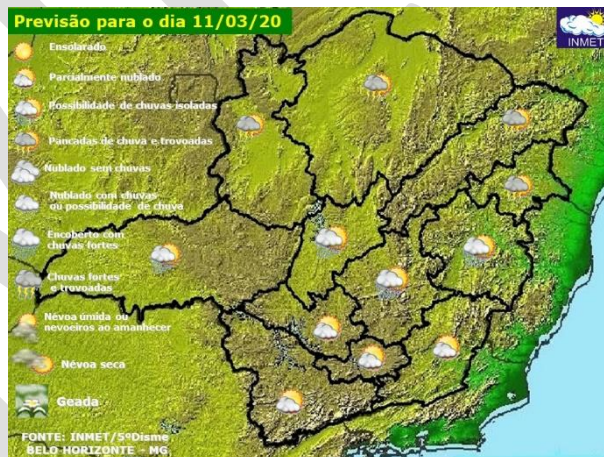 Previsão para o dia 11/03/20
INMET
Ensolarado
Parcialmente nublado
Possibilidade de chuvas isoladas
Pancadas de chuva e trovoadas
Nublado sem chuvas
Nublado com chuvas
ou possibilidade de chuva
Encoberto com
chuvas fortes
Chuvas fortes
e trovoadas
Névoa úmida ou
nevoeiros ao amanhecer
Névoa seca
Geada
FONTE: INMET/5ºDisme
BELO HORIZONTE - MG